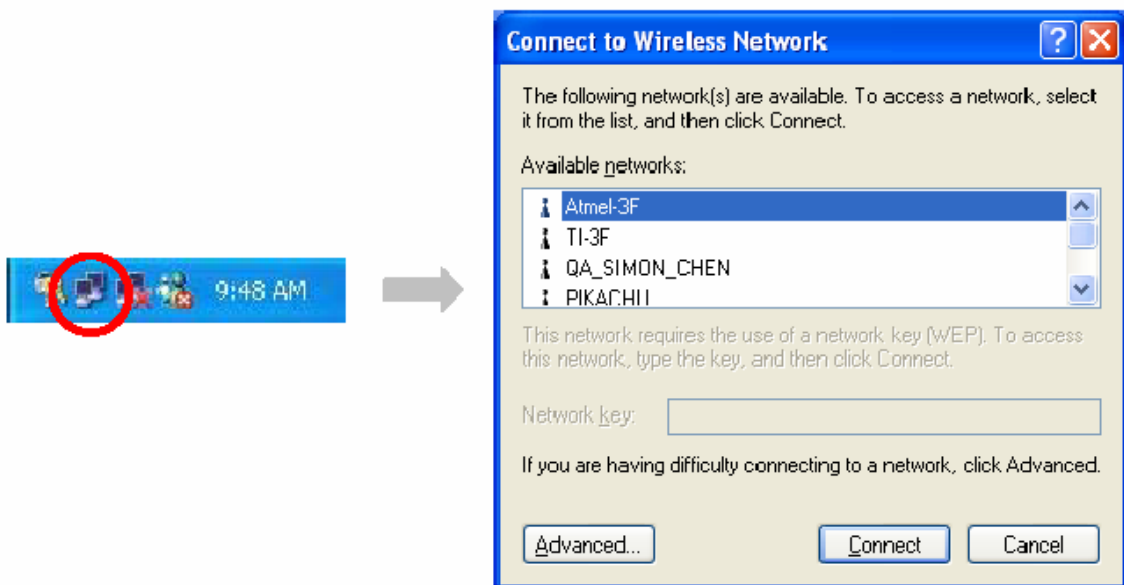 9:48 AM
Connect to Wireless Network
The following network(s) are available. To access a network, select
it from the list, and then click Connect.
Available networks:
Atmel-3F
TI-3F
QA_SIMON_CHEN
PIKACHU
This network requires the use of a network key (WEP). To access
this network, type the key, and then click Connect.
Network key:
If you are having difficulty connecting to a network, click Advanced.
Advanced...
Connect
Cancel